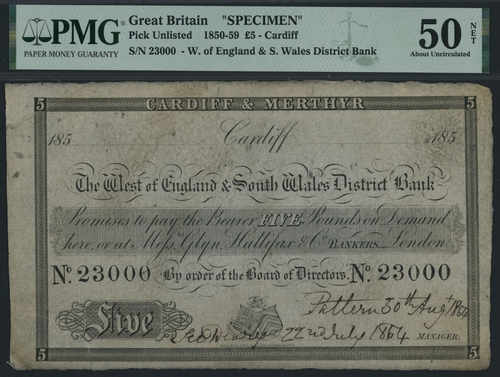 PMG
PAPER MONEY GUARANTY
Great Britain "SPECIMEN"
Pick Unlisted 1850-59 £5 - Cardiff
S/N 23000 - W. of England & S. Wales District Bank
50 NET
About Uncirculated
5 CARDIFF & MERTHYR 5
185 Cardiff 185
The West of England & South Wales District Bank
Promises to pay the Bearer FIVE Pounds on Demand
here, or at Messrs. Glyn, Hallifax & Co. BANKERS London
No. 23000 By order of the Board of Directors. No. 23000
Pattern 30th Augt 1864
Five 22nd July 1864 MANAGER.
5 5